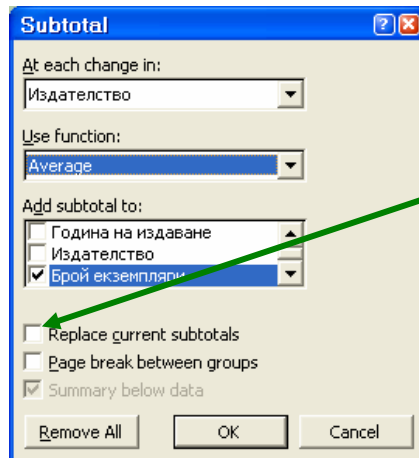 Subtotal
At each change in:
Издателство
Use function:
Average
Add subtotal to:
Година на издаване
Издателство
Брой екземпляри
Replace current subtotals
Page break between groups
Summary below data
Remove All OK Cancel